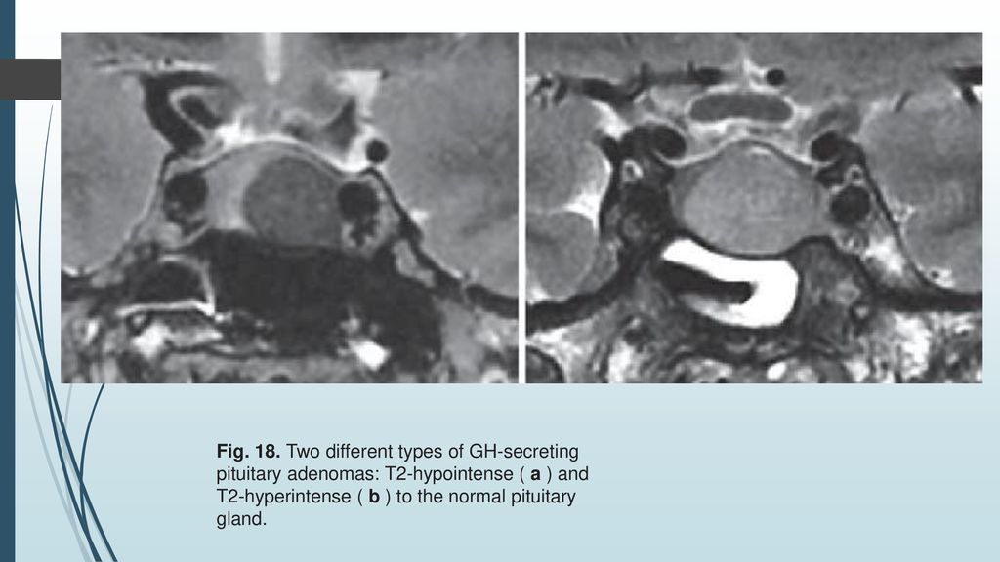 Fig. 18. Two different types of GH-secreting
pituitary adenomas: T2-hypointense ( a ) and
T2-hyperintense ( b ) to the normal pituitary
gland.